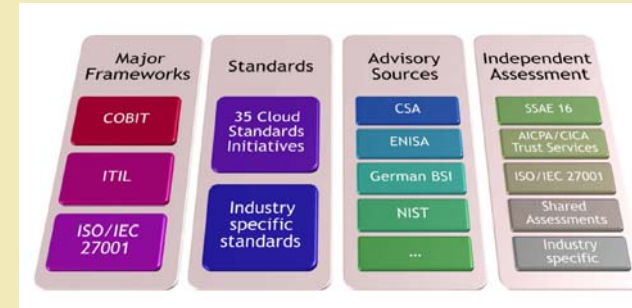 Major
Frameworks
COBIT
ITIL
ISO/IEC
27001
Standards
35 Cloud
Standards
Initiatives
Industry
specific
standards
Advisory
Sources
CSA
ENISA
German BSI
NIST
...
Independent
Assessment
SSAE 16
AICPA/CICA
Trust Services
ISO/IEC 27001
Shared
Assessments
Industry
specific